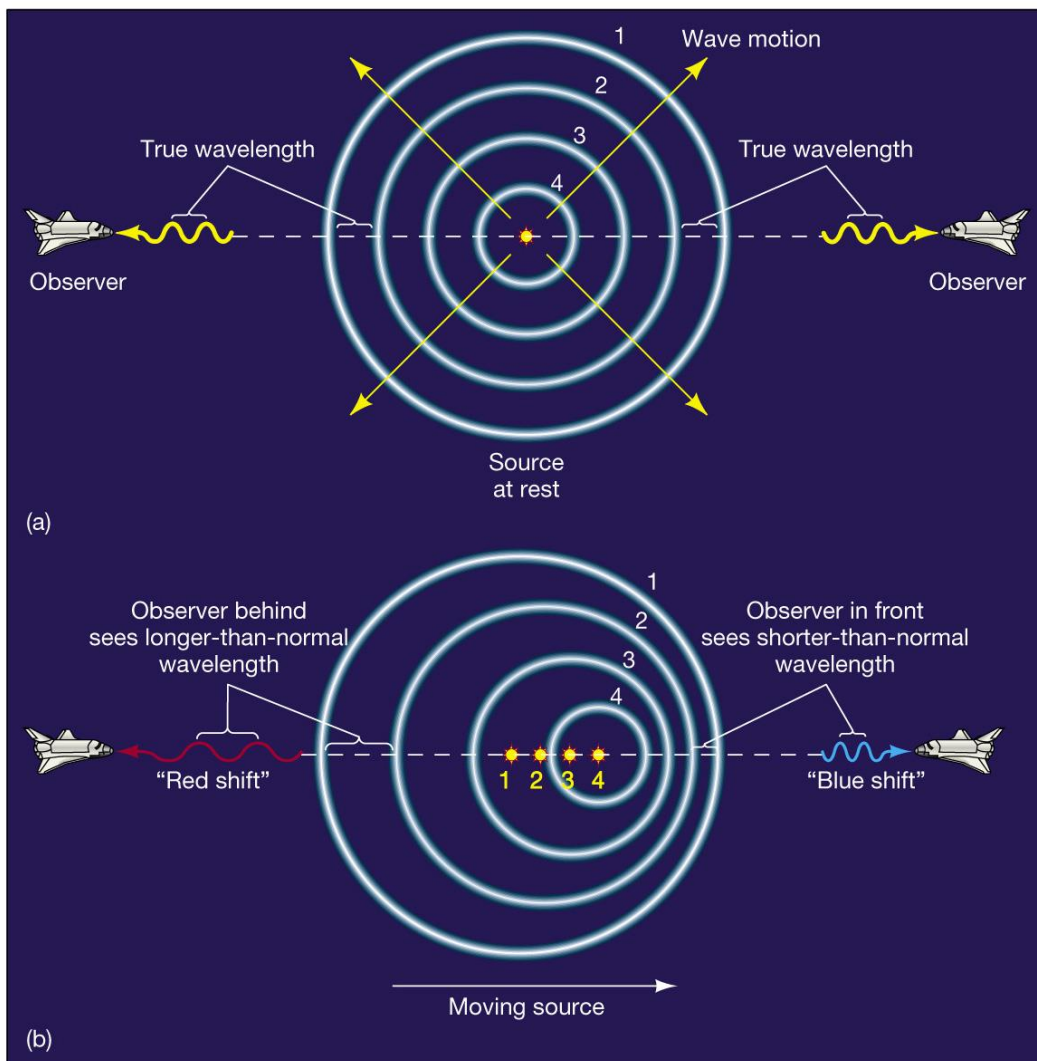 1
Wave motion
2
3
True wavelength
True wavelength
4
Observer
Observer
Source
at rest
(a)
1
Observer behind
sees longer-than-normal
wavelength
2
Observer in front
sees shorter-than-normal
wavelength
3
4
"Red shift"
1 2 3 4
"Blue shift"
Moving source
(b)